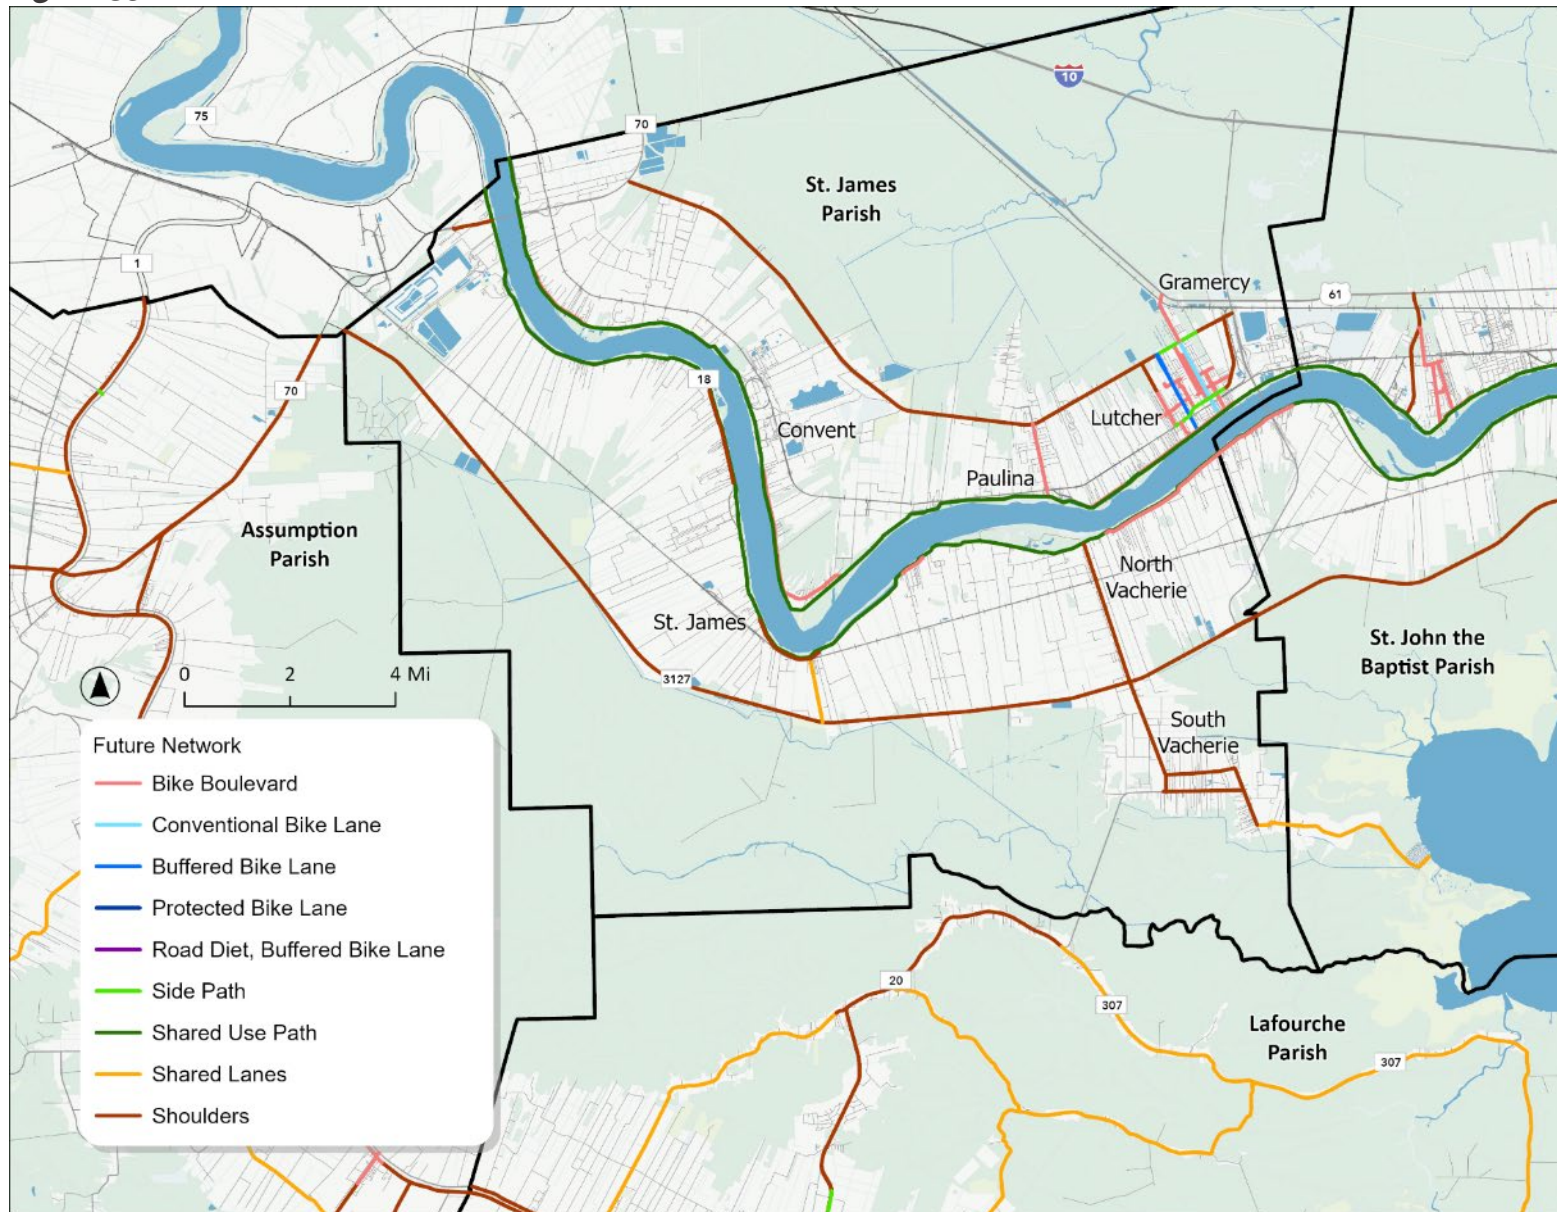 75
70
10
St. James
Parish
1
Gramercy
61
70
18
Convent
Lutcher
Paulina
Assumption
Parish
North
Vacherie
St. James
St. John the
Baptist Parish
0 2 4 Mi
3127
South
Vacherie
Future Network
Bike Boulevard
Conventional Bike Lane
Buffered Bike Lane
Protected Bike Lane
Road Diet, Buffered Bike Lane
Side Path
Shared Use Path
Shared Lanes
Shoulders
20
307
Lafourche
Parish
307